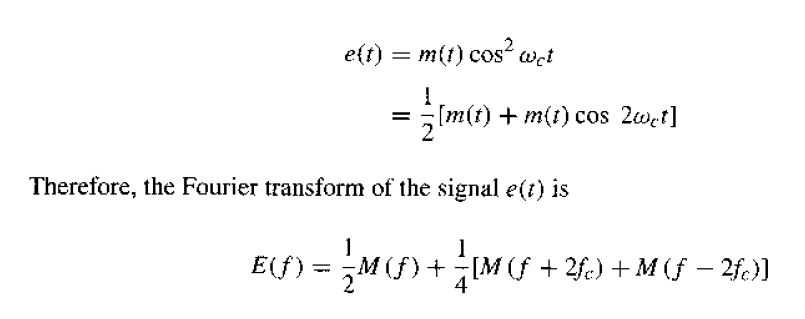 e(t) = m(t) cos² ω_c t
= 1/2 [m(t) + m(t) cos 2ω_c t]
Therefore, the Fourier transform of the signal e(t) is
E(f) = 1/2 M(f) + 1/4 [M(f + 2f_c) + M(f − 2f_c)]